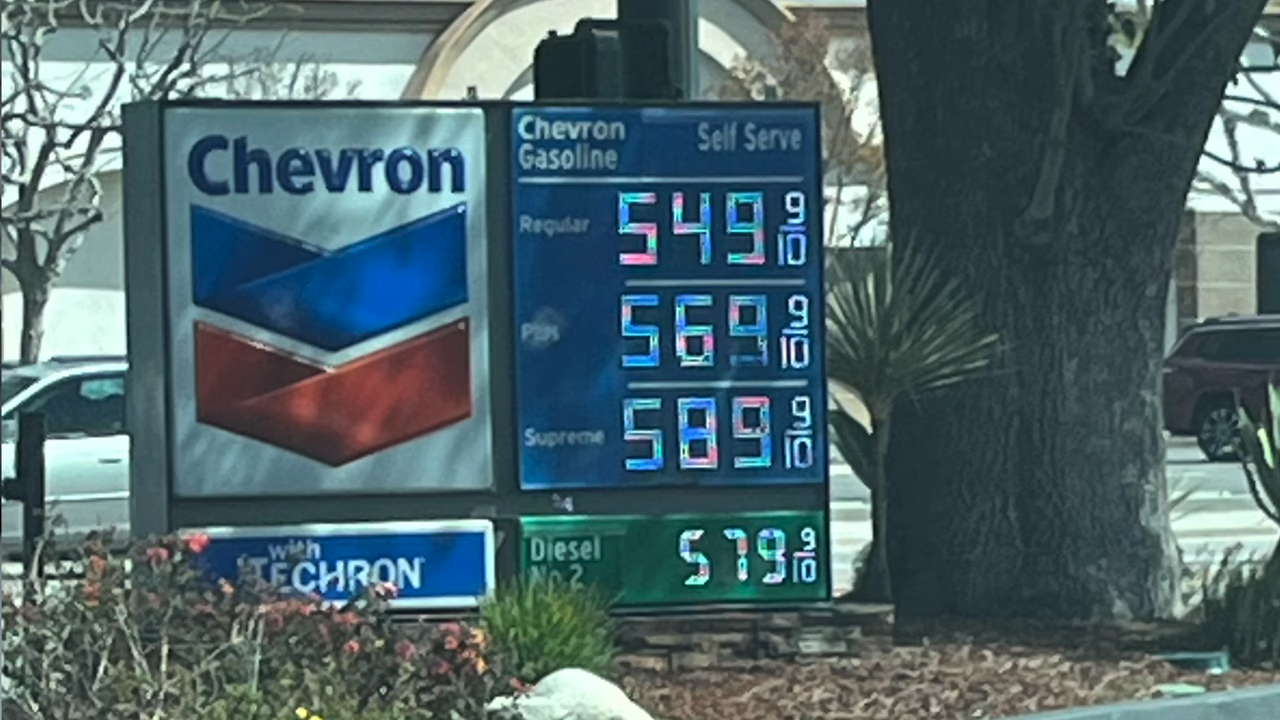 Chevron
with
TECHRON
Chevron Self Serve
Gasoline
Regular 549 9/10
Plus 569 9/10
Supreme 589 9/10
Diesel 579 9/10
No.2